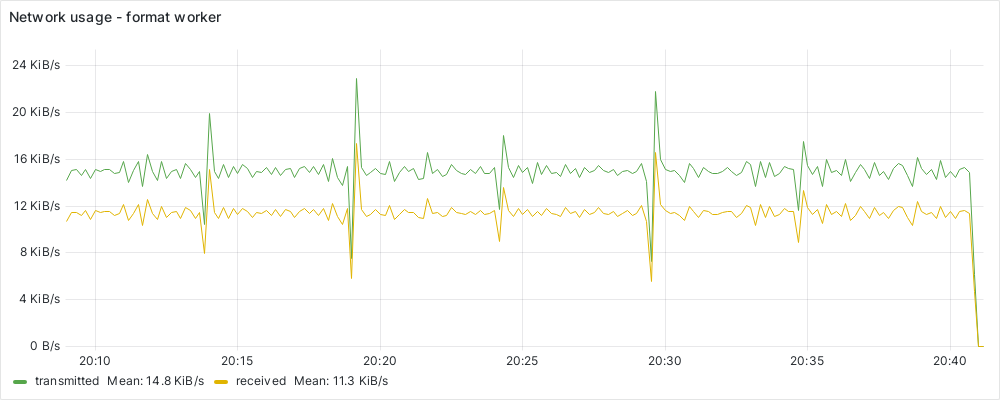 Network usage - format worker
24 KiB/s
20 KiB/s
16 KiB/s
12 KiB/s
8 KiB/s
4 KiB/s
0 B/s
20:10 20:15 20:20 20:25 20:30 20:35 20:40
transmitted Mean: 14.8 KiB/s received Mean: 11.3 KiB/s